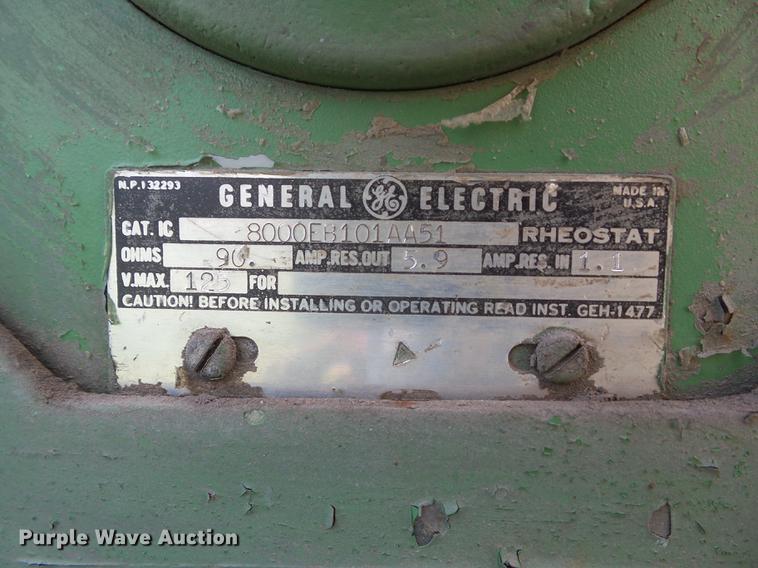 N.P.132293
GENERAL GE ELECTRIC
MADE IN
U.S.A.
CAT. IC 8000EB101AA51 RHEOSTAT
OHMS 90. AMP.RES.OUT 5.9 AMP.RES.IN 1.1
V.MAX. 125 FOR
CAUTION! BEFORE INSTALLING OR OPERATING READ INST. GEH-1477
Purple Wave Auction